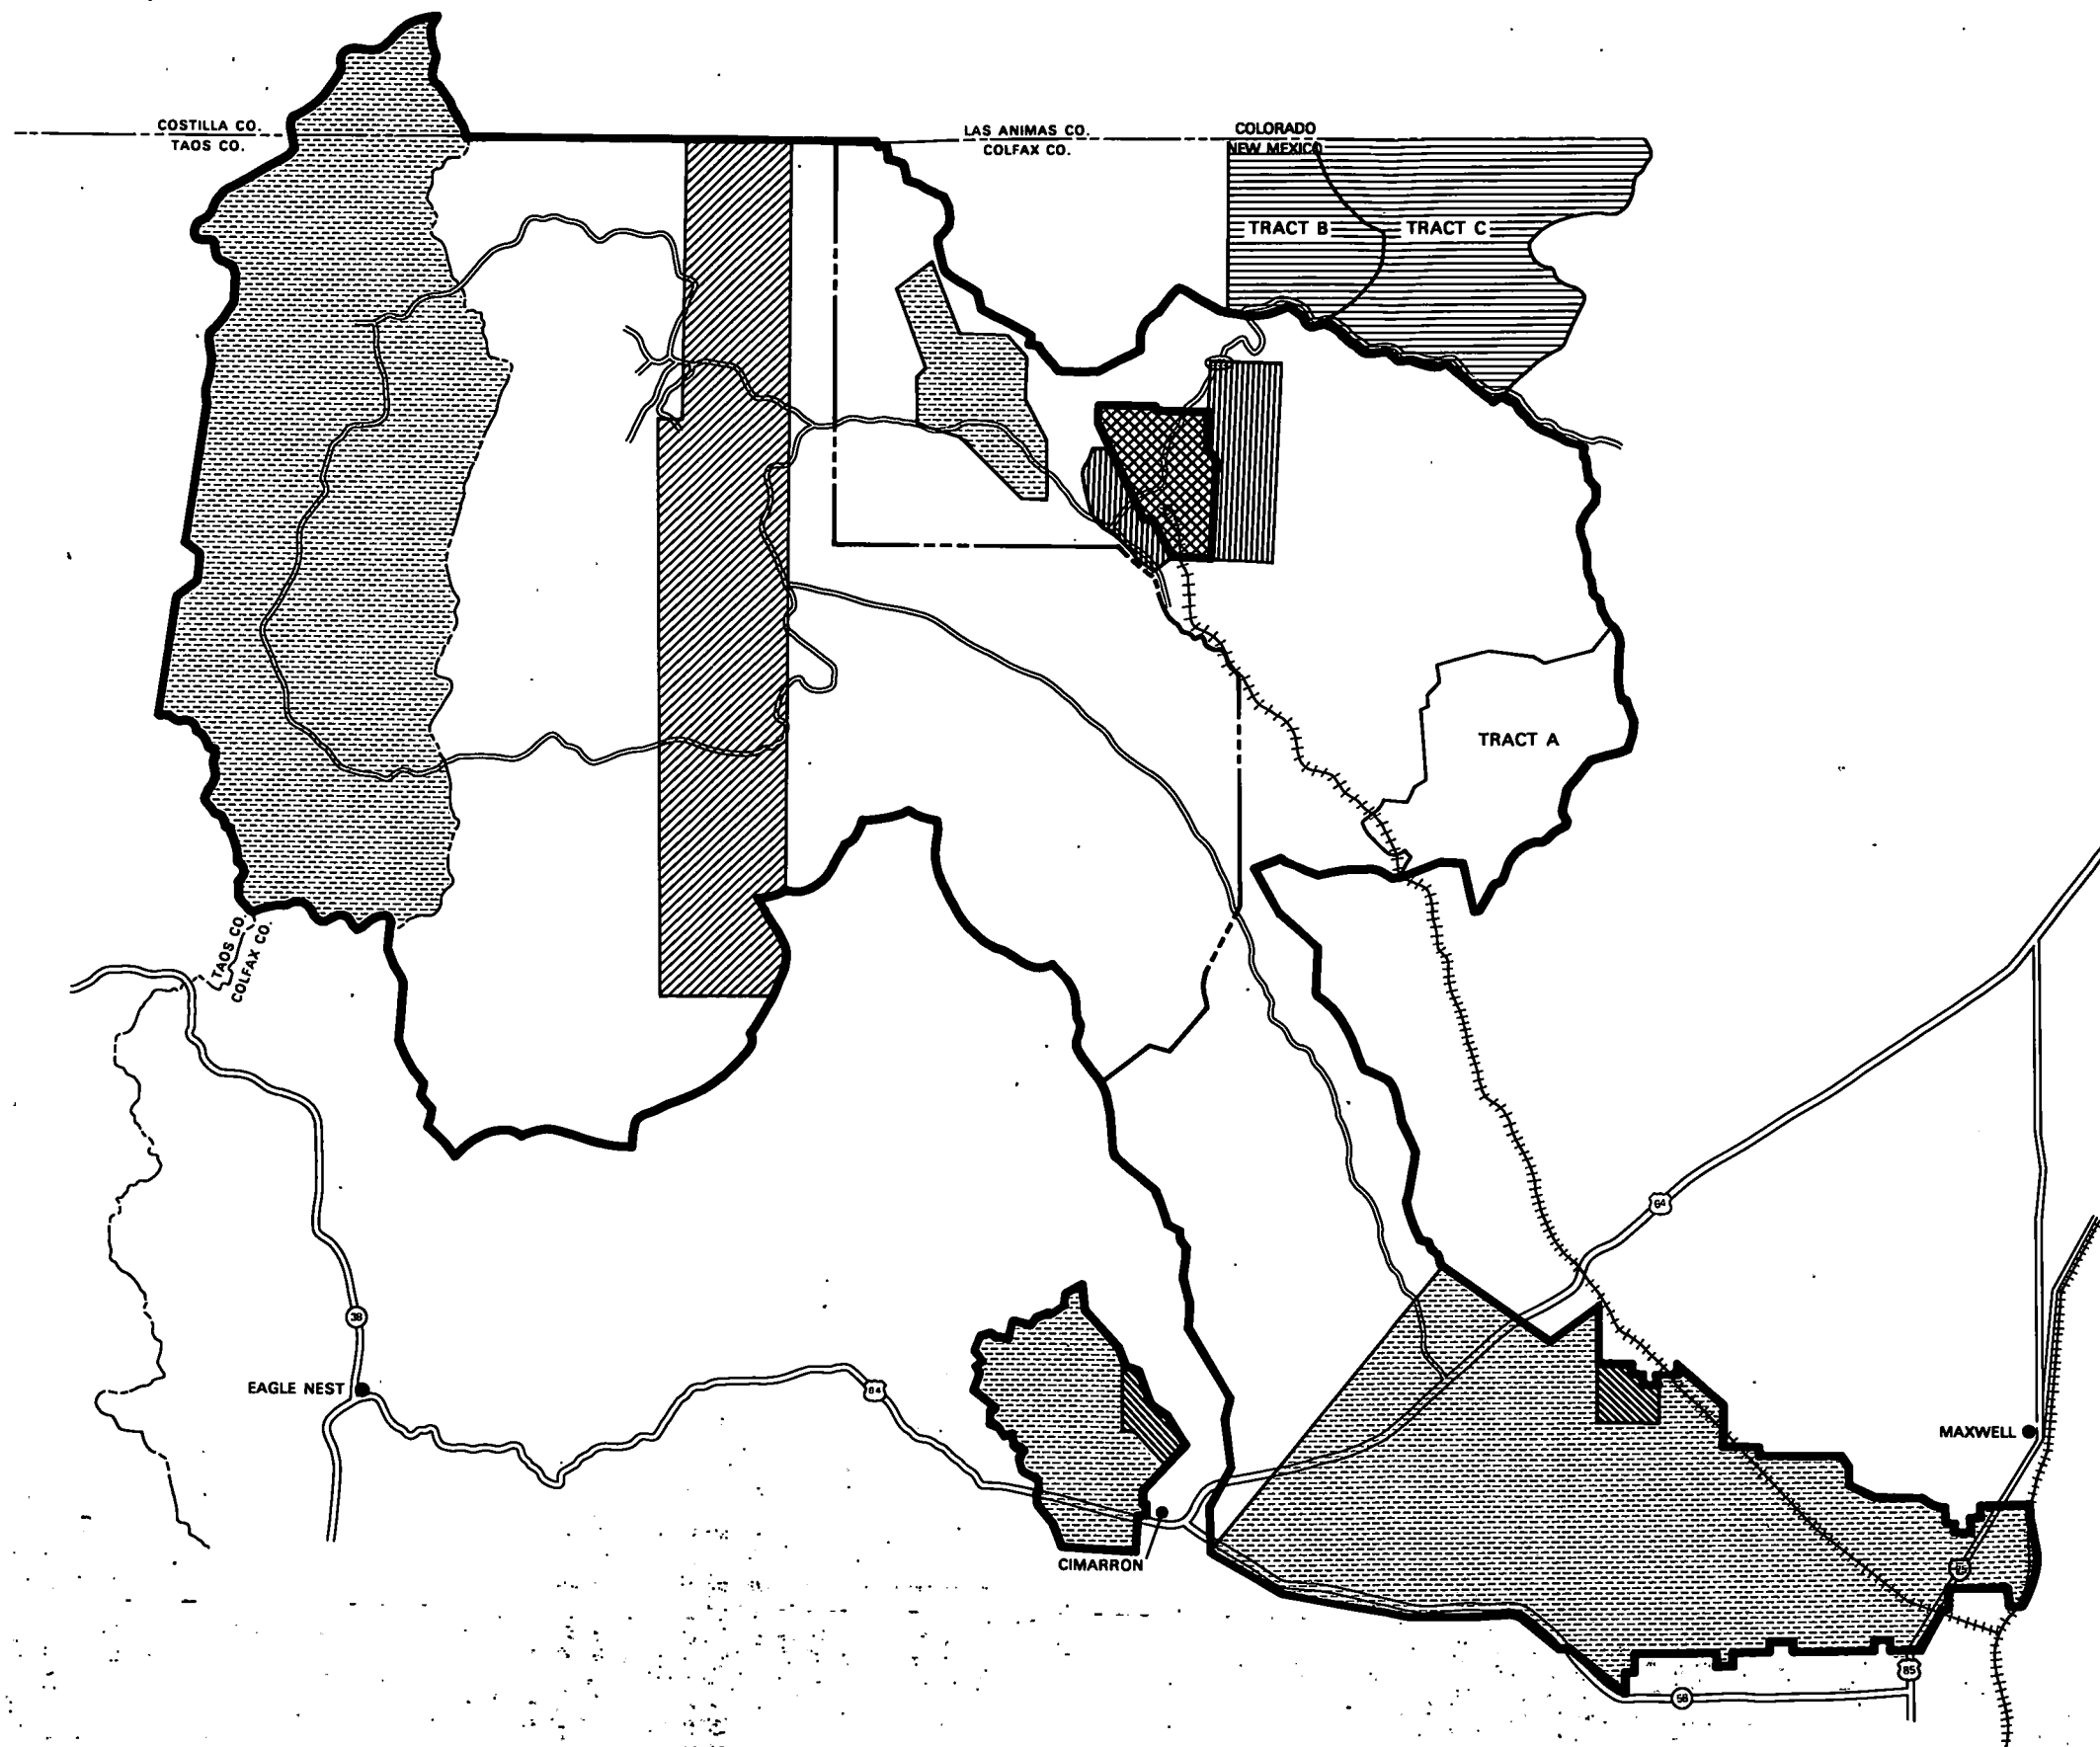 COSTILLA CO.
TAOS CO.
LAS ANIMAS CO.
COLFAX CO.
COLORADO
NEW MEXICO
TRACT B
TRACT C
TRACT A
TAOS CO.
COLFAX CO.
64
38
EAGLE NEST
64
MAXWELL
CIMARRON
85
85
58